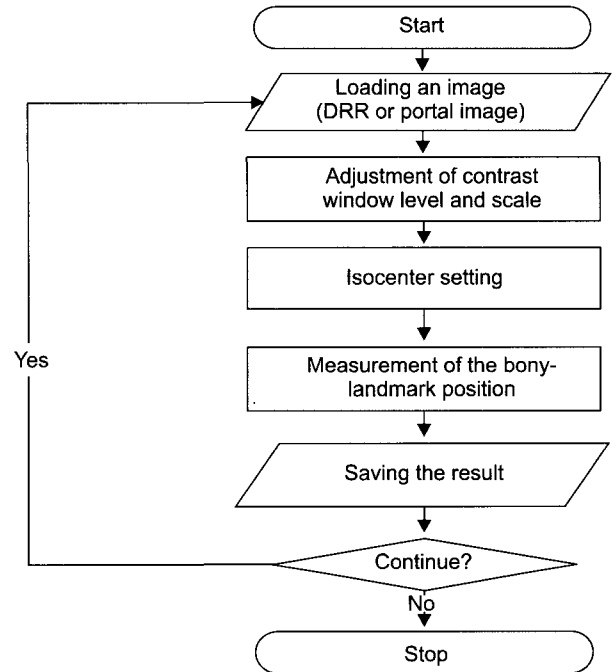 Start
Loading an image
(DRR or portal image)
Adjustment of contrast
window level and scale
Isocenter setting
Measurement of the bony-
landmark position
Saving the result
Continue?
Yes
No
Stop